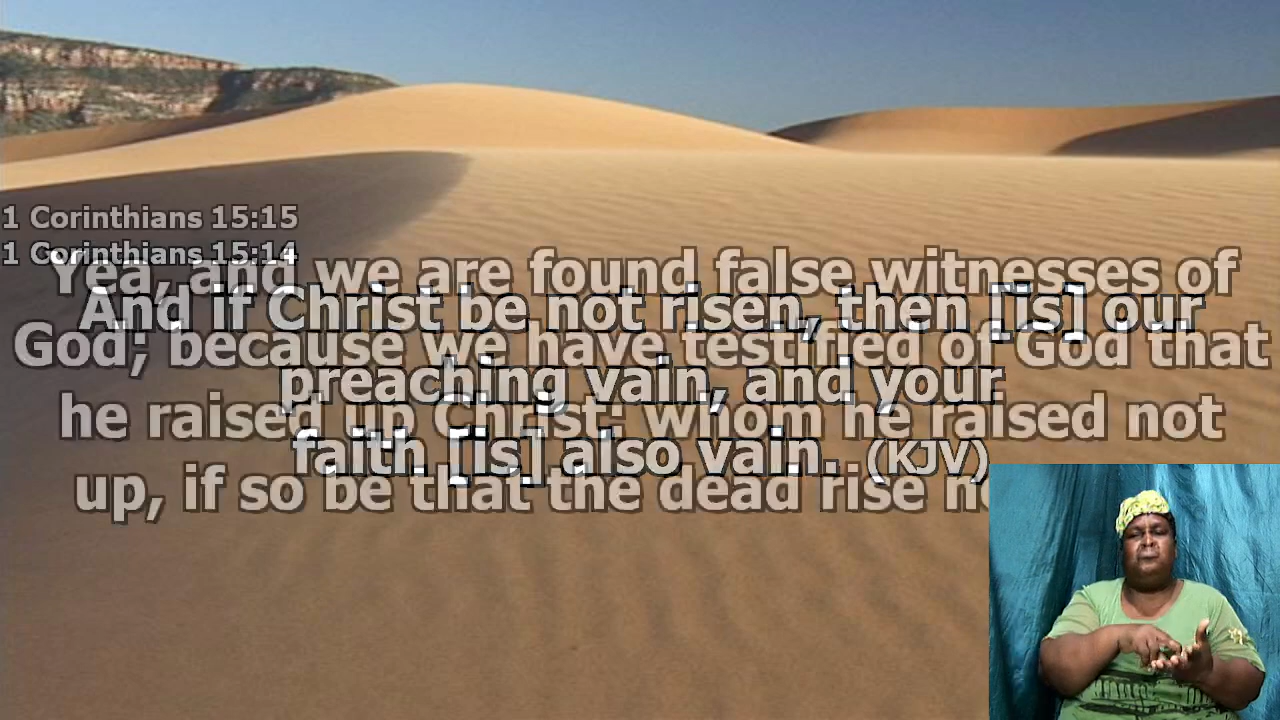 1 Corinthians 15:15
1 Corinthians 15:14
Yea, and we are found false witnesses of
And if Christ be not risen, then [is] our
God; because we have testified of God that
preaching vain, and your
he raised up Christ: whom he raised not
faith [is] also vain. (KJV)
up, if so be that the dead rise